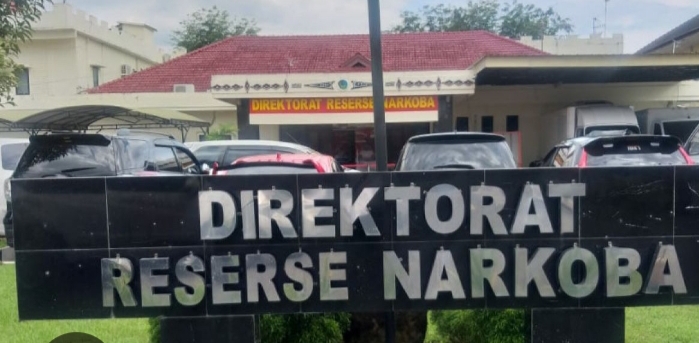 DIREKTORAT RESERSE NARKOBA
DIREKTORAT
RESERSE NARKOBA